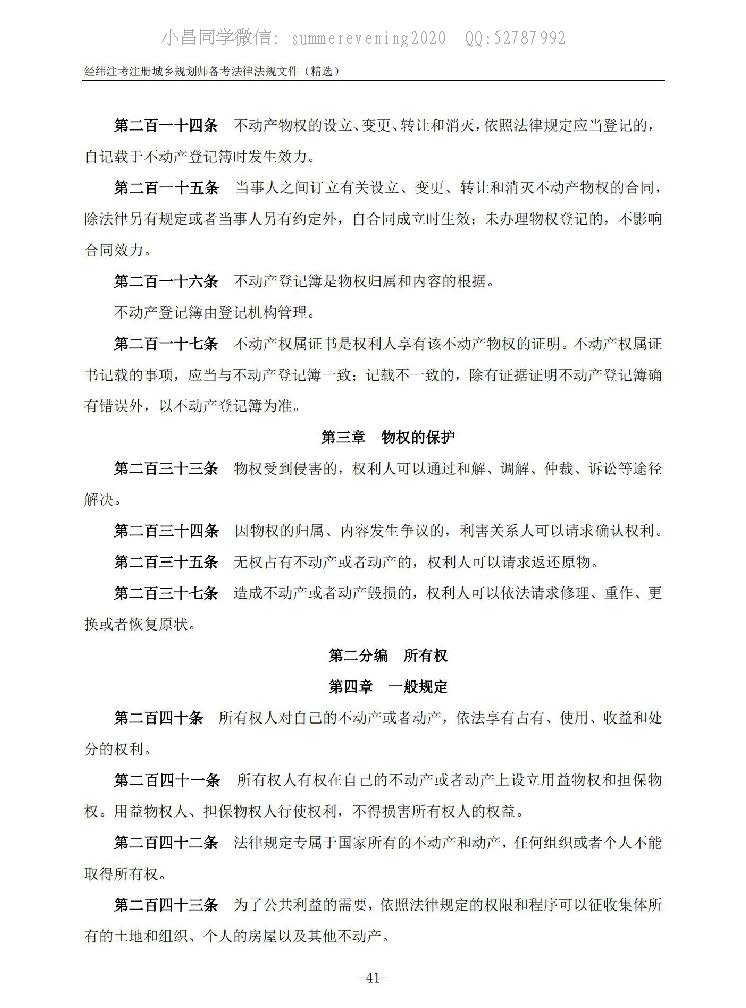 小昌同学微信: summerevening2020 QQ:52787992
经纬注考注册城乡规划师备考法律法规文件（精选）
第二百一十四条 不动产物权的设立、变更、转让和消灭，依照法律规定应当登记的，
自记载于不动产登记簿时发生效力。
第二百一十五条 当事人之间订立有关设立、变更、转让和消灭不动产物权的合同，
除法律另有规定或者当事人另有约定外，自合同成立时生效；未办理物权登记的，不影响
合同效力。
第二百一十六条 不动产登记簿是物权归属和内容的根据。
不动产登记簿由登记机构管理。
第二百一十七条 不动产权属证书是权利人享有该不动产物权的证明。不动产权属证
书记载的事项，应当与不动产登记簿一致；记载不一致的，除有证据证明不动产登记簿确
有错误外，以不动产登记簿为准。
第三章 物权的保护
第二百三十三条 物权受到侵害的，权利人可以通过和解、调解、仲裁、诉讼等途径
解决。
第二百三十四条 因物权的归属、内容发生争议的，利害关系人可以请求确认权利。
第二百三十五条 无权占有不动产或者动产的，权利人可以请求返还原物。
第二百三十七条 造成不动产或者动产毁损的，权利人可以依法请求修理、重作、更
换或者恢复原状。
第二分编 所有权
第四章 一般规定
第二百四十条 所有权人对自己的不动产或者动产，依法享有占有、使用、收益和处
分的权利。
第二百四十一条 所有权人有权在自己的不动产或者动产上设立用益物权和担保物
权。用益物权人、担保物权人行使权利，不得损害所有权人的权益。
第二百四十二条 法律规定专属于国家所有的不动产和动产，任何组织或者个人不能
取得所有权。
第二百四十三条 为了公共利益的需要，依照法律规定的权限和程序可以征收集体所
有的土地和组织、个人的房屋以及其他不动产。
-41-